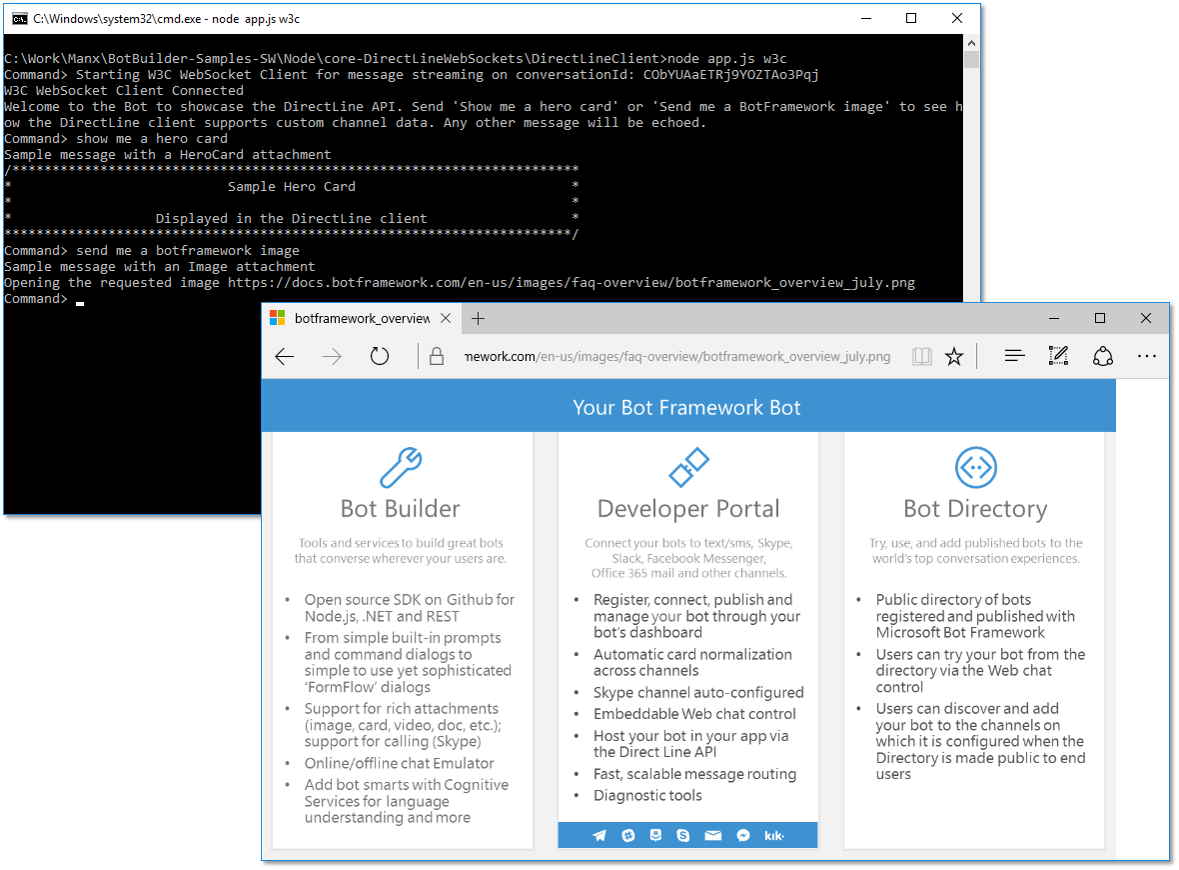 C:\Windows\system32\cmd.exe - node app.js w3c
C:\Work\Manx\BotBuilder-Samples-SW\Node\core-DirectLineWebSockets\DirectLineClient>node app.js w3c
Command> Starting W3C WebSocket Client for message streaming on conversationId: CObYUAaETRj9YOZTAo3Pqj
W3C WebSocket Client Connected
Welcome to the Bot to showcase the DirectLine API. Send 'Show me a hero card' or 'Send me a BotFramework image' to see h
ow the DirectLine client supports custom channel data. Any other message will be echoed.
Command> show me a hero card
Sample message with a HeroCard attachment
/***********************************************************************
* Sample Hero Card *
* *
* Displayed in the DirectLine client *
***********************************************************************/
Command> send me a botframework image
Sample message with an Image attachment
Opening the requested image https://docs.botframework.com/en-us/images/faq-overview/botframework_overview_july.png
Command>
botframework_overview
mework.com/en-us/images/faq-overview/botframework_overview_july.png
Your Bot Framework Bot
Bot Builder
Tools and services to build great bots
that converse wherever your users are.
• Open source SDK on Github for
Node.js, .NET and REST
• From simple built-in prompts
and command dialogs to
simple to use yet sophisticated
‘FormFlow’ dialogs
• Support for rich attachments
(image, card, video, doc, etc.);
support for calling (Skype)
• Online/offline chat Emulator
• Add bot smarts with Cognitive
Services for language
understanding and more
Developer Portal
Connect your bots to text/sms, Skype,
Slack, Facebook Messenger,
Office 365 mail and other channels.
• Register, connect, publish and
manage your bot through your
bot’s dashboard
• Automatic card normalization
across channels
• Skype channel auto-configured
• Embeddable Web chat control
• Host your bot in your app via
the Direct Line API
• Fast, scalable message routing
• Diagnostic tools
kik•
Bot Directory
Try, use, and add published bots to the
world’s top conversation experiences.
• Public directory of bots
registered and published with
Microsoft Bot Framework
• Users can try your bot from the
directory via the Web chat
control
• Users can discover and add
your bot to the channels on
which it is configured when the
Directory is made public to end
users